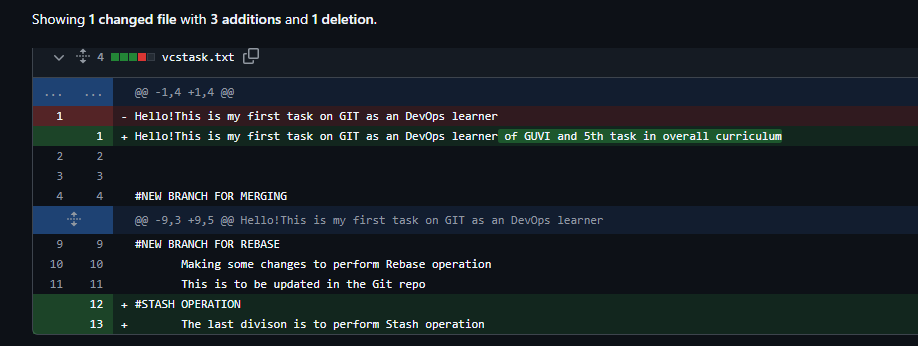 Showing 1 changed file with 3 additions and 1 deletion.
4 vcstask.txt
... ... @@ -1,4 +1,4 @@
1 - Hello!This is my first task on GIT as an DevOps learner
1 + Hello!This is my first task on GIT as an DevOps learner of GUVI and 5th task in overall curriculum
2 2
3 3
4 4 #NEW BRANCH FOR MERGING
@@ -9,3 +9,5 @@ Hello!This is my first task on GIT as an DevOps learner
9 9 #NEW BRANCH FOR REBASE
10 10 Making some changes to perform Rebase operation
11 11 This is to be updated in the Git repo
12 + #STASH OPERATION
13 + The last divison is to perform Stash operation